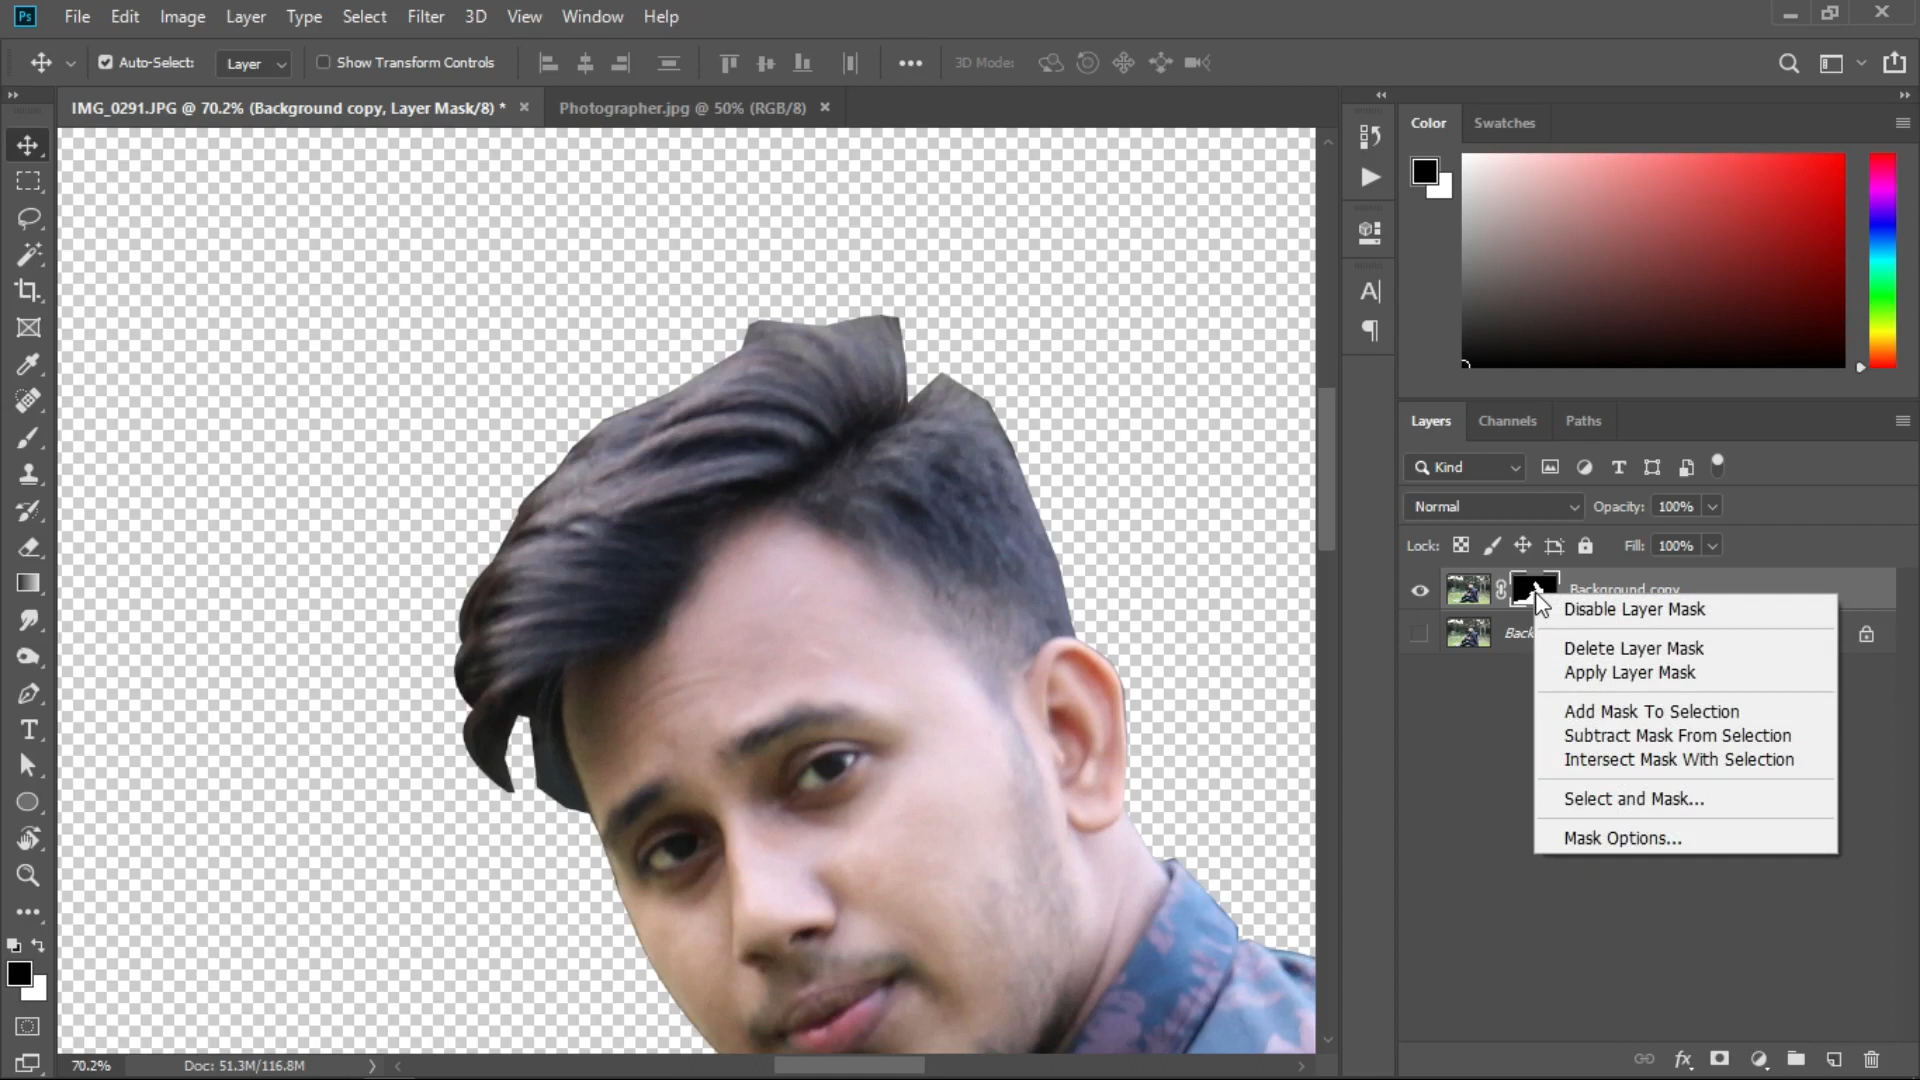 Ps File Edit Image Layer Type Select Filter 3D View Window Help
Auto-Select: Layer Show Transform Controls 3D Mode:
IMG_0291.JPG @ 70.2% (Background copy, Layer Mask/8) * Photographer.jpg @ 50% (RGB/8)
Color Swatches
Layers Channels Paths
Kind
Normal Opacity: 100%
Lock: Fill: 100%
Background copy
Back
Disable Layer Mask
Delete Layer Mask
Apply Layer Mask
Add Mask To Selection
Subtract Mask From Selection
Intersect Mask With Selection
Select and Mask...
Mask Options...
70.2% Doc: 51.3M/116.8M